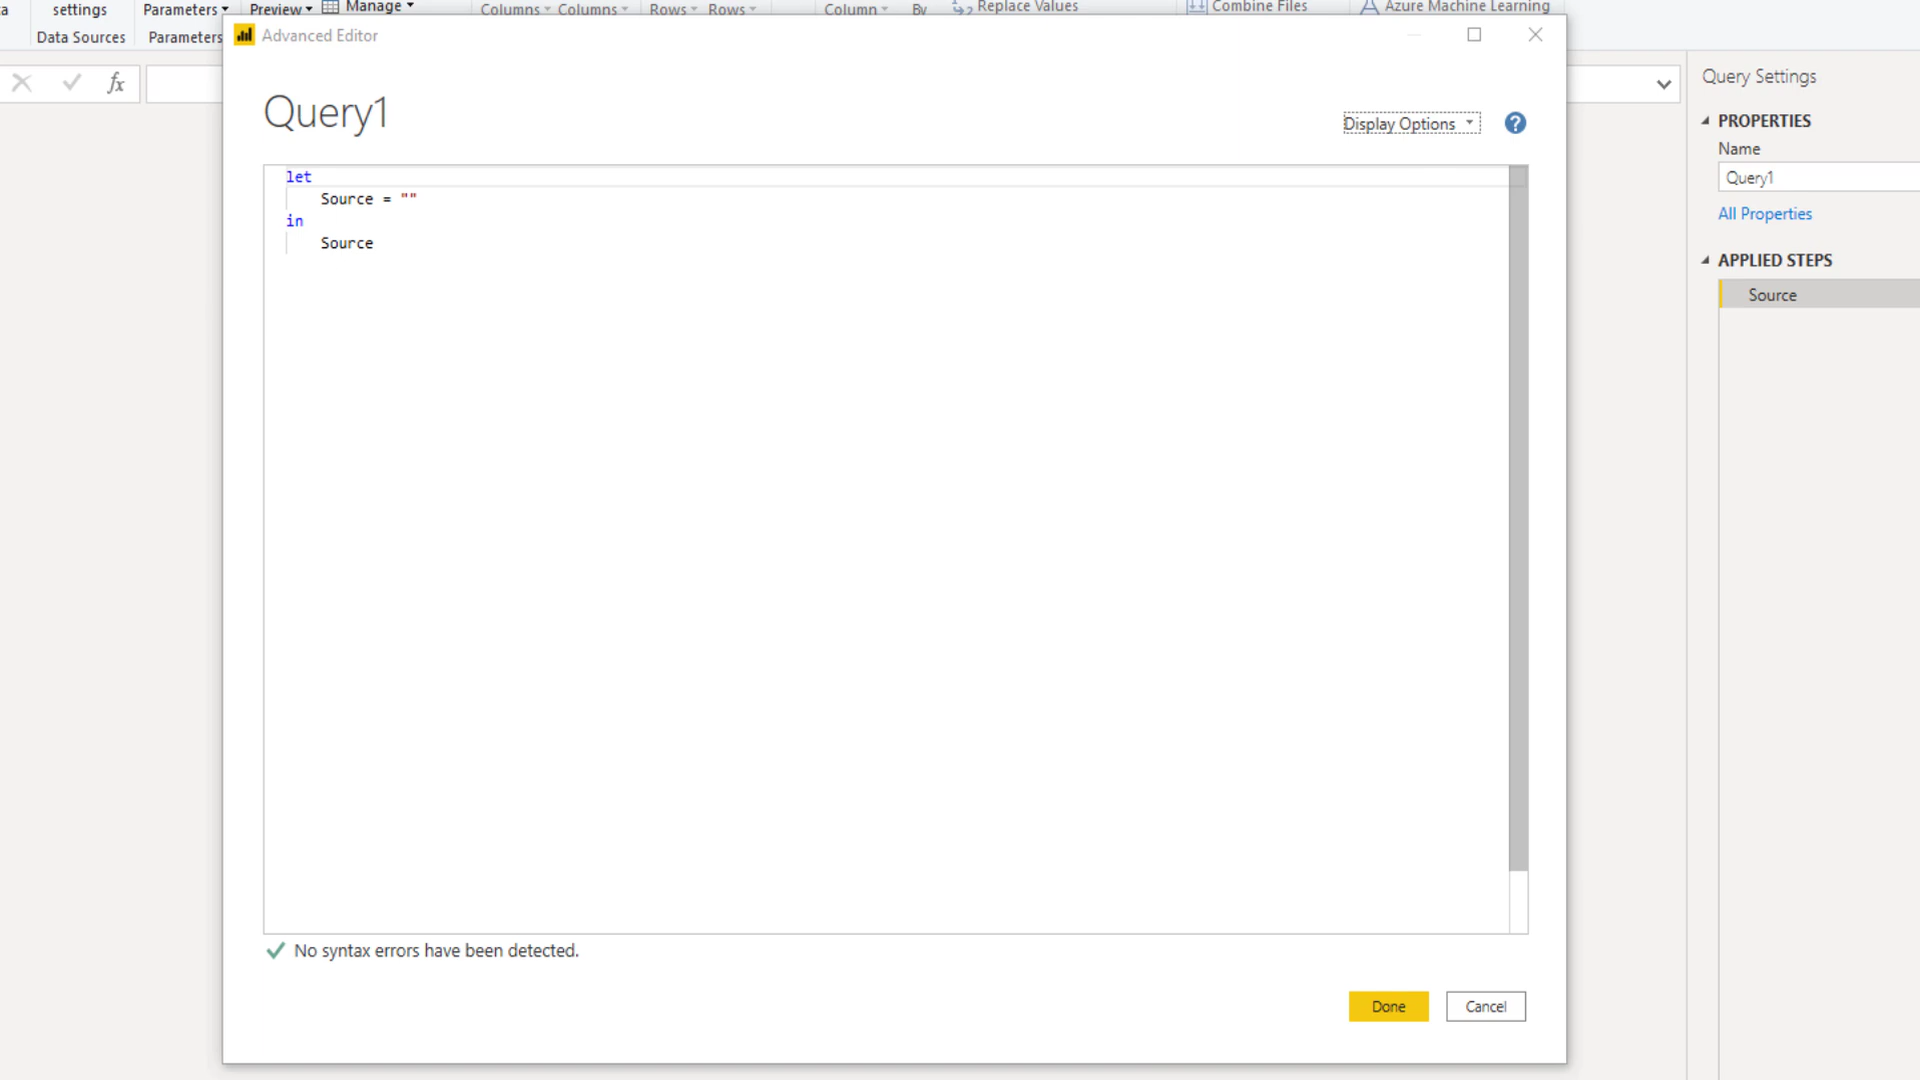 settings Parameters Preview Manage Columns Columns Rows Rows Column By Replace Values Combine Files Azure Machine Learning
Data Sources Parameters
Advanced Editor
fx
Query1
Display Options
?
let
Source = ""
in
Source
No syntax errors have been detected.
Done Cancel
Query Settings
PROPERTIES
Name
Query1
All Properties
APPLIED STEPS
Source